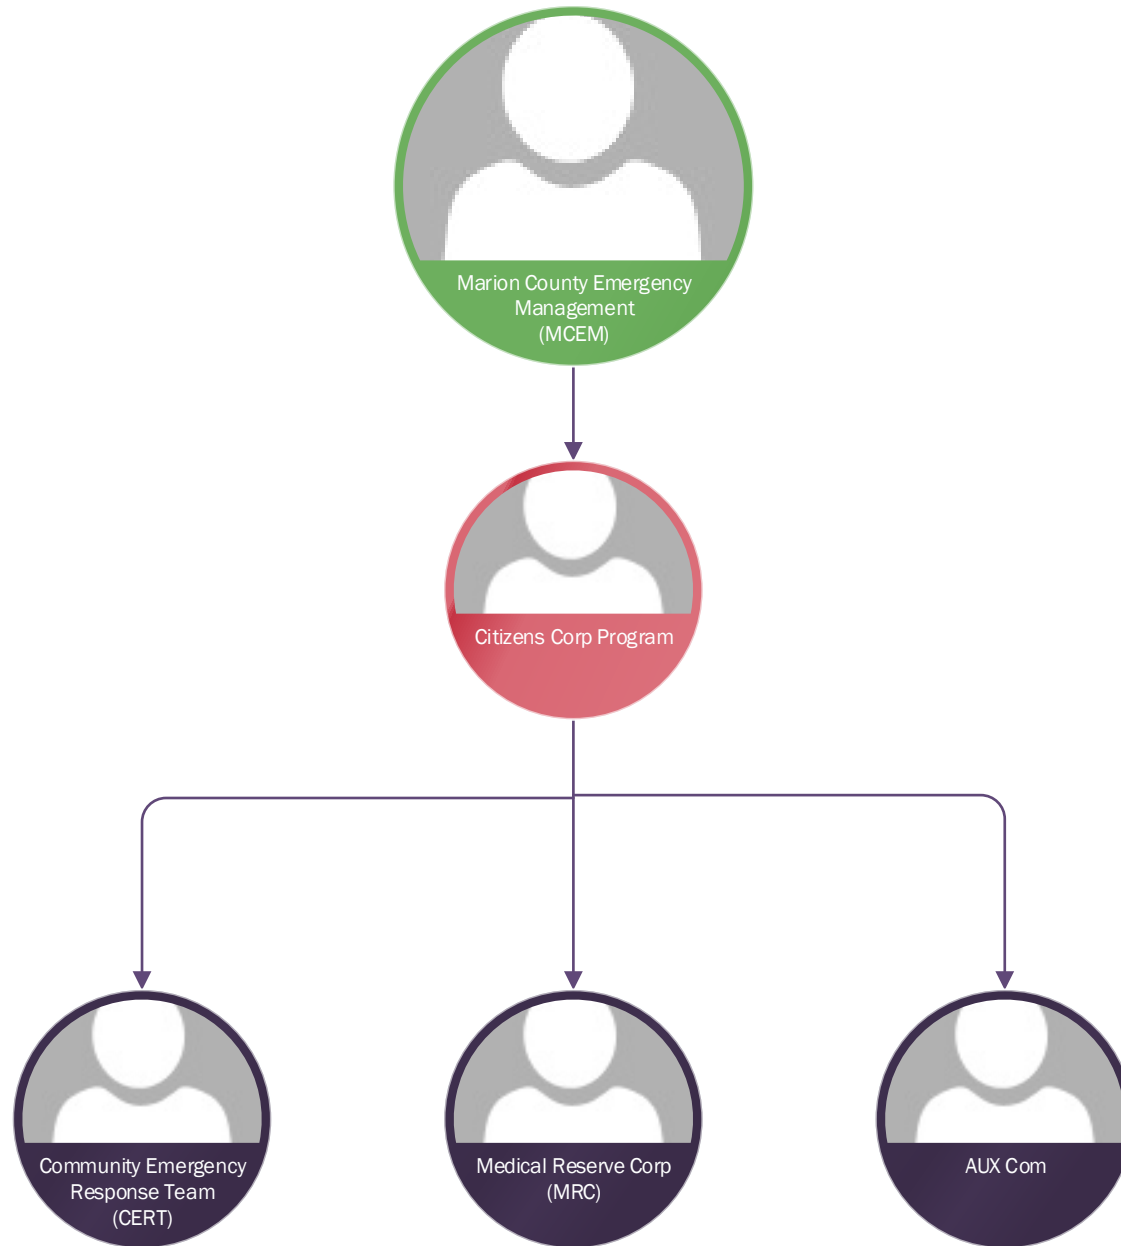 Marion County Emergency
Management
(MCEM)
Citizens Corp Program
Community Emergency
Response Team
(CERT)
Medical Reserve Corp
(MRC)
AUX Com